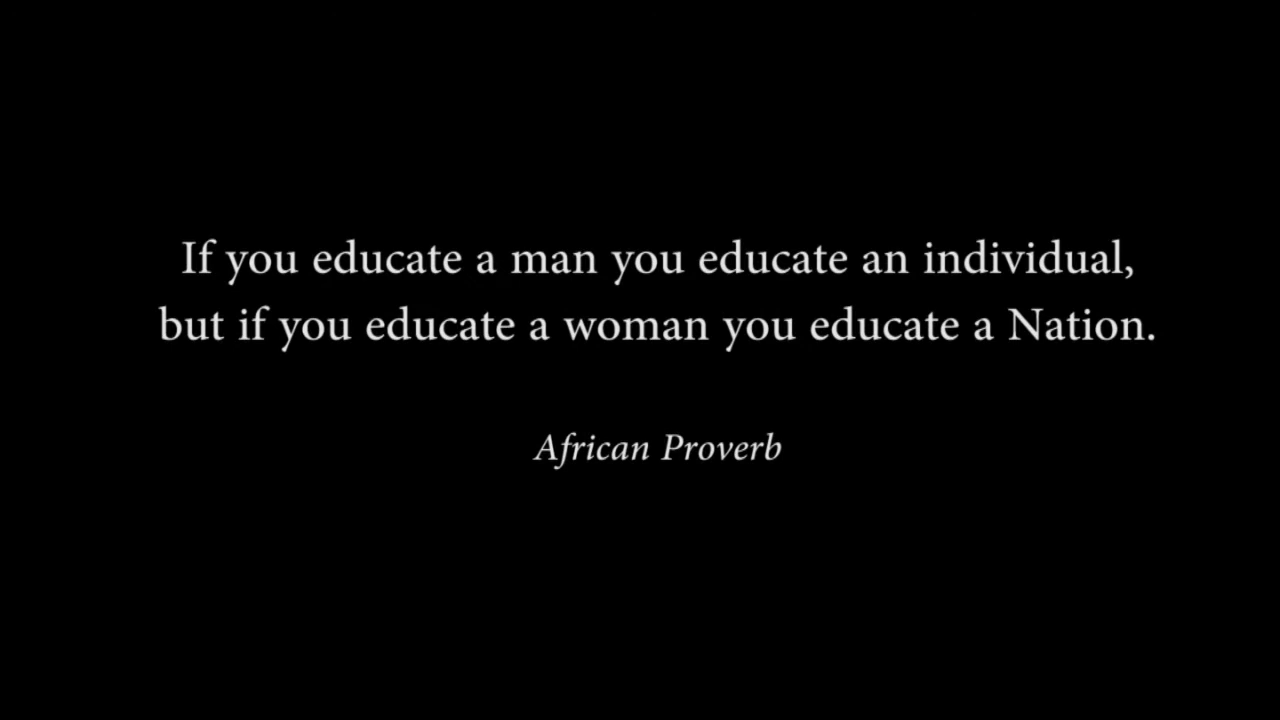 If you educate a man you educate an individual,
but if you educate a woman you educate a Nation.
African Proverb